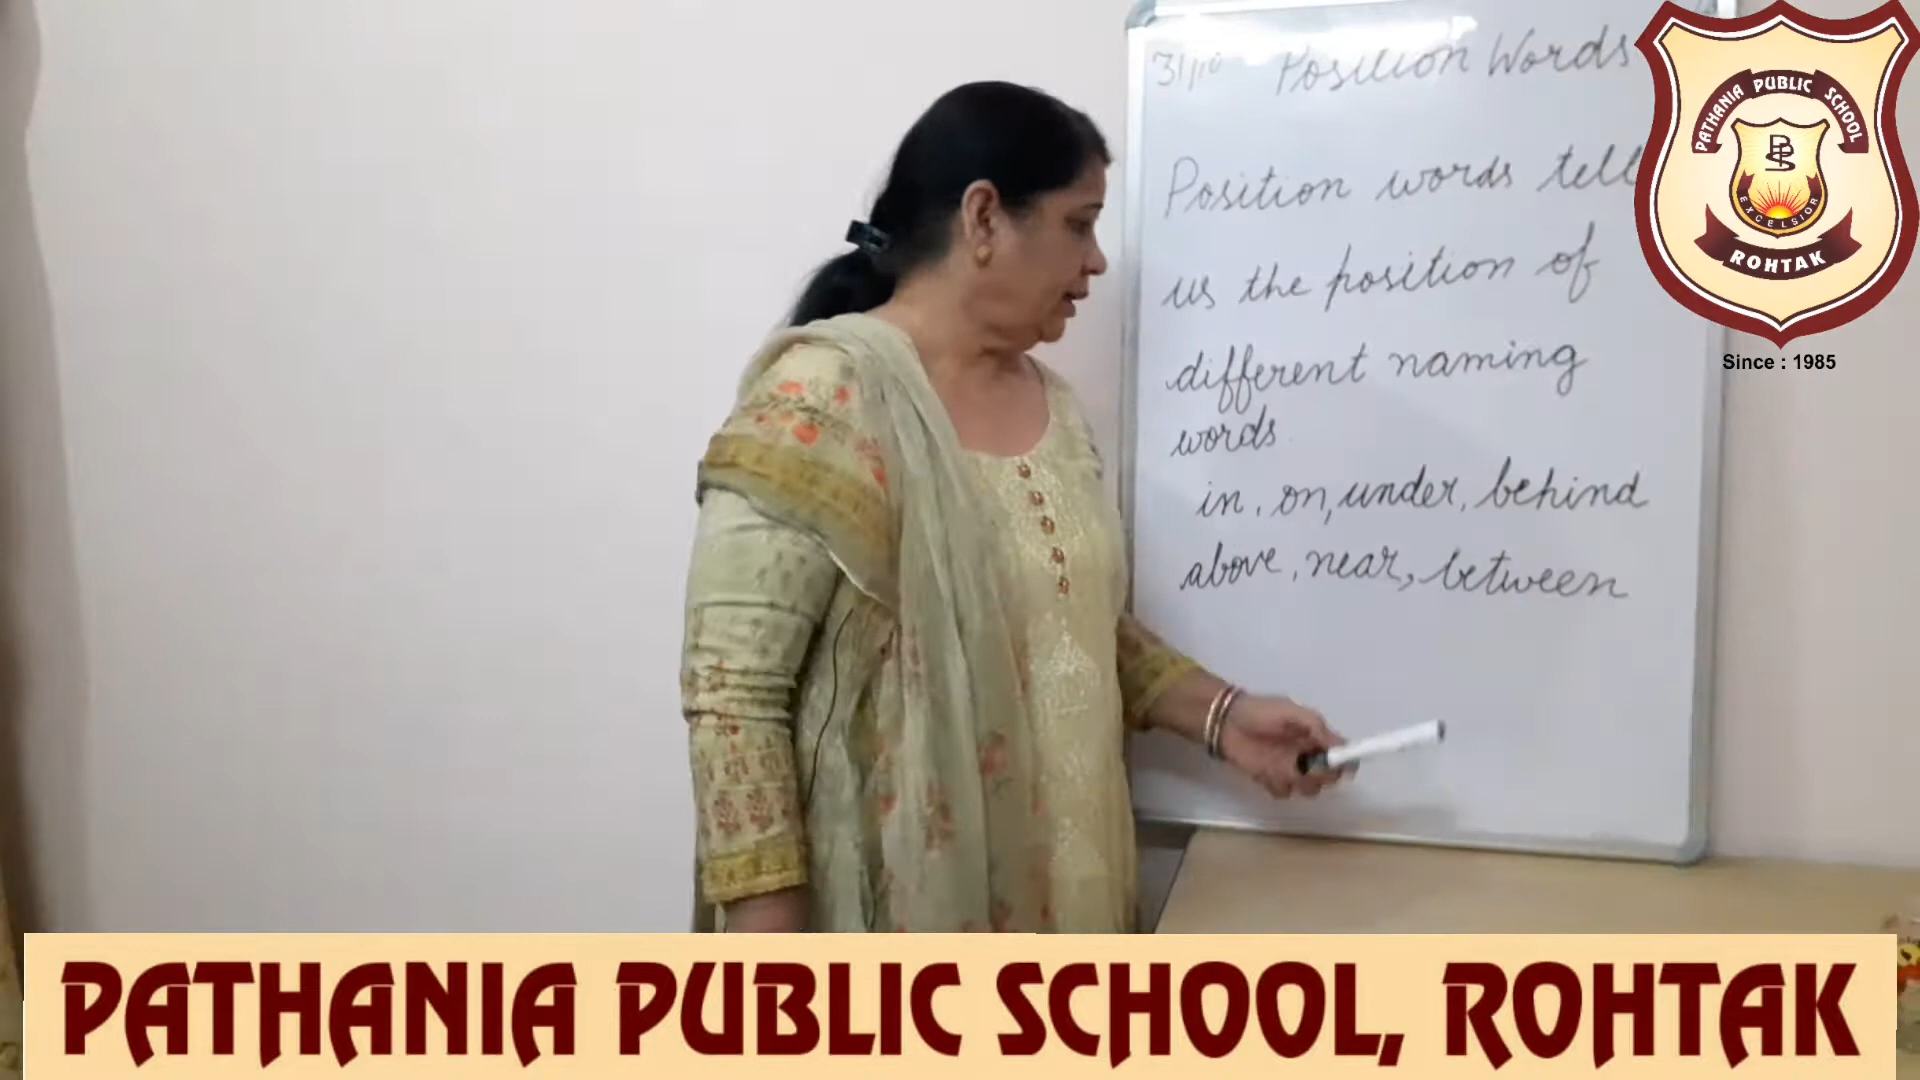 31/10 Position Words
Position words tell
us the position of
different naming
words
in, on, under, behind
above, near, between
PATHANIA PUBLIC SCHOOL
PPS
EXCELSIOR
ROHTAK
Since : 1985
PATHANIA PUBLIC SCHOOL, ROHTAK